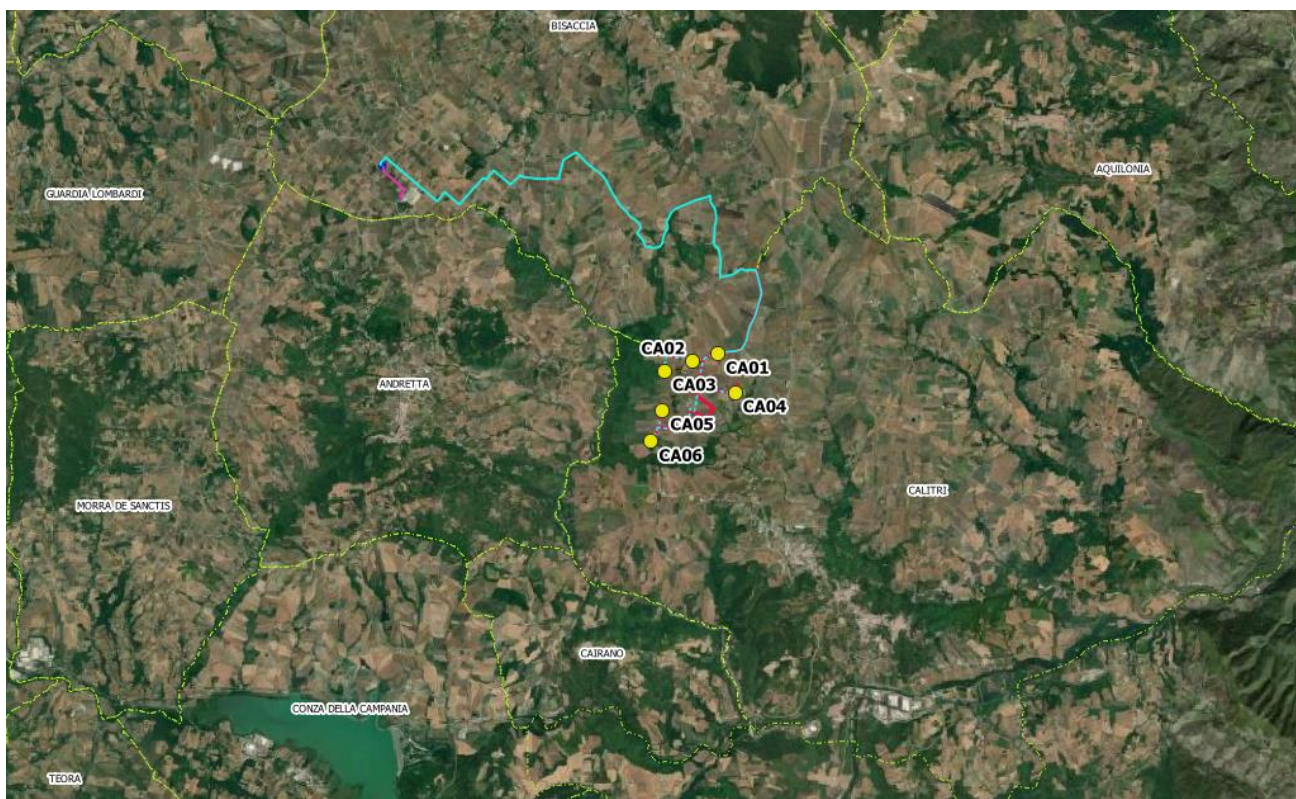 BISACCIA
AQUILONIA
GUARDIA LOMBARDI
CA02
CA01
CA03
ANDRETTA
CA04
CA05
CA06
CALITRI
MORRA DE SANCTIS
CAIRANO
CONZA DELLA CAMPANIA
TEORA